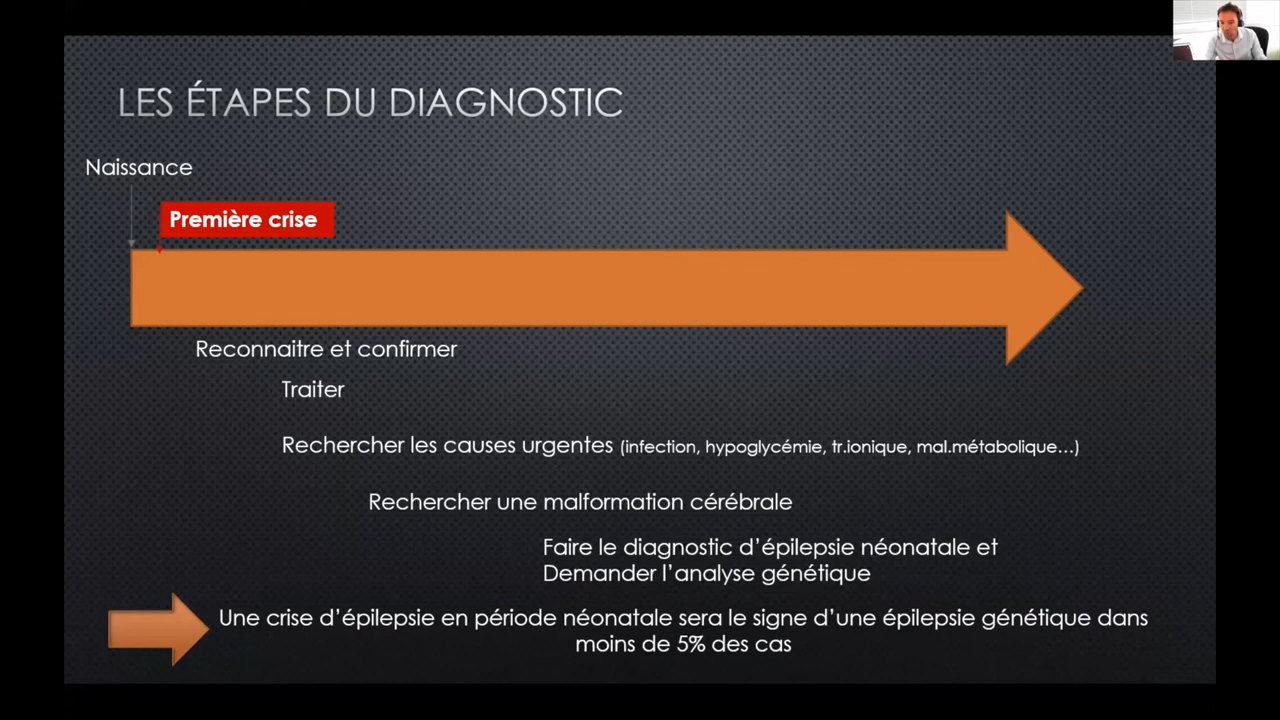 LES ÉTAPES DU DIAGNOSTIC
Naissance
Première crise
Reconnaitre et confirmer
Traiter
Rechercher les causes urgentes (infection, hypoglycémie, tr.ionique, mal.métabolique...)
Rechercher une malformation cérébrale
Faire le diagnostic d’épilepsie néonatale et
Demander l’analyse génétique
Une crise d’épilepsie en période néonatale sera le signe d’une épilepsie génétique dans
moins de 5% des cas